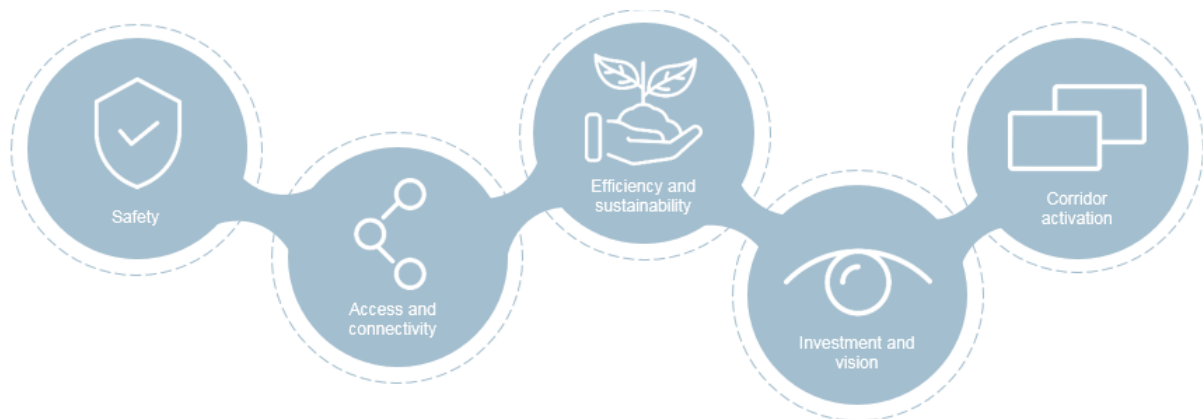 Safety
Access and
connectivity
Efficiency and
sustainability
Investment and
vision
Corridor
activation